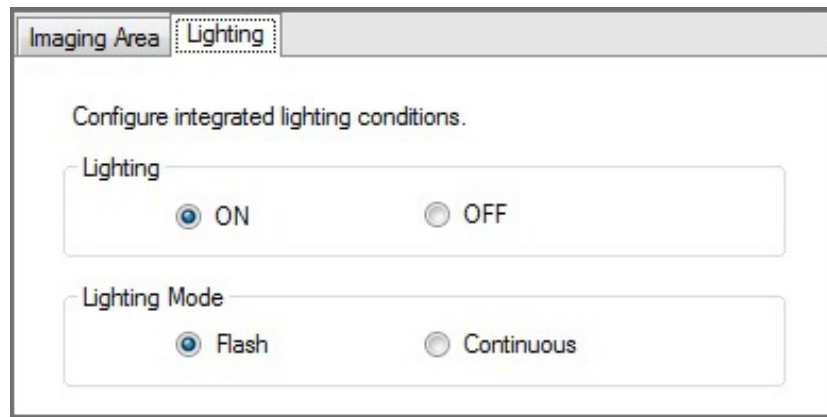 Imaging Area Lighting
Configure integrated lighting conditions.
Lighting
ON OFF
Lighting Mode
Flash Continuous